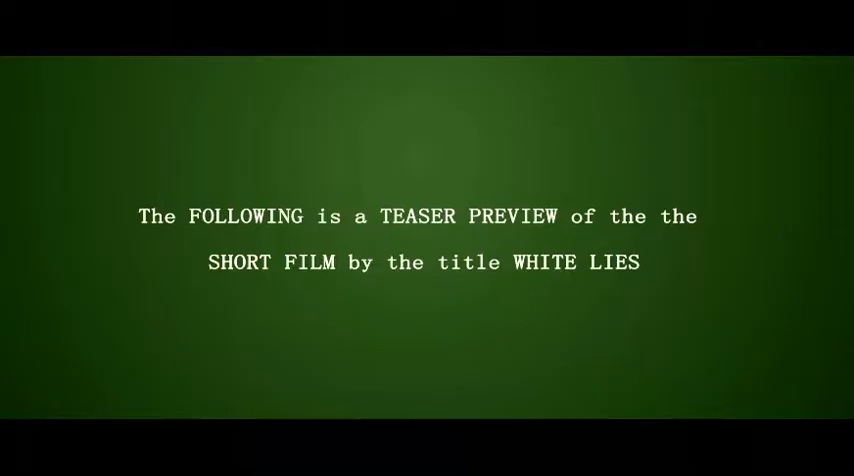 The FOLLOWING is a TEASER PREVIEW of the the
SHORT FILM by the title WHITE LIES